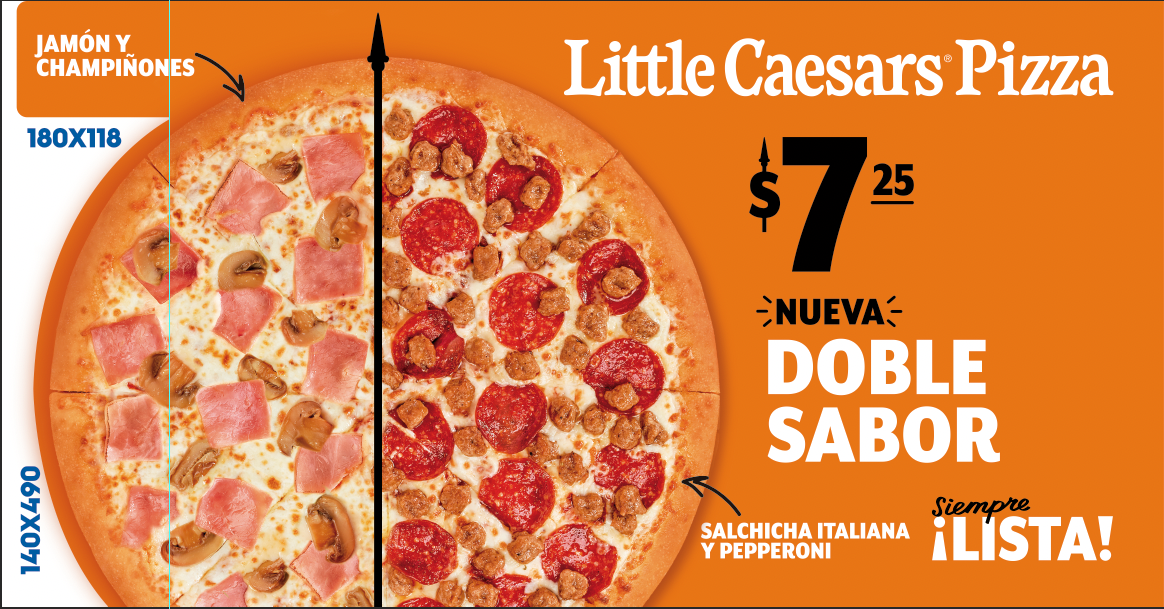 JAMÓN Y
CHAMPIÑONES
180X118
Little Caesars® Pizza
$7 25
NUEVA
DOBLE
SABOR
140X490
SALCHICHA ITALIANA
Y PEPPERONI
Siempre
¡LISTA!